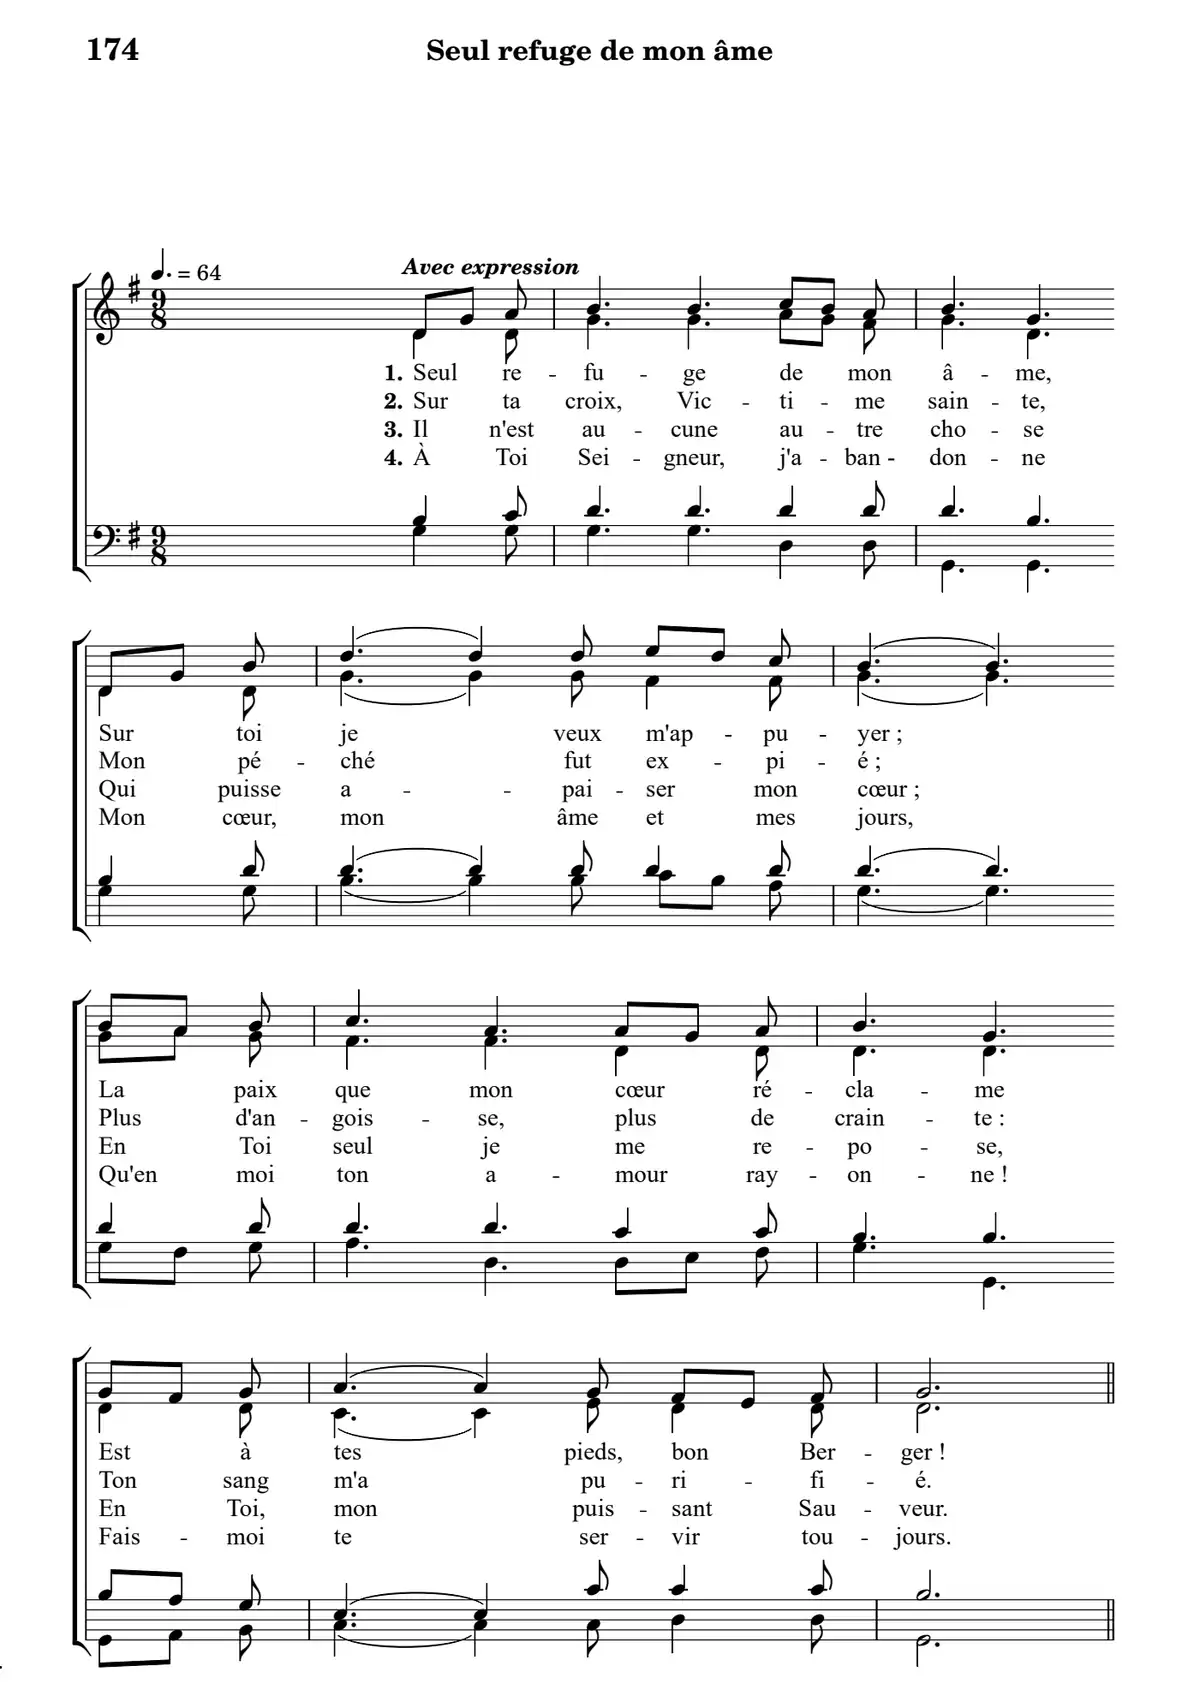 174 Seul refuge de mon âme
♩. = 64 Avec expression
9/8
1. Seul re - fu - ge de mon â - me,
2. Sur ta croix, Vic - ti - me sain - te,
3. Il n'est au - cune au - tre cho - se
4. À Toi Sei - gneur, j'a - ban - don - ne
9/8
Sur toi je veux m'ap - pu - yer ;
Mon pé - ché fut ex - pi - é ;
Qui puisse a - - pai - ser mon cœur ;
Mon cœur, mon âme et mes jours,
La paix que mon cœur ré - cla - me
Plus d'an - gois - se, plus de crain - te :
En Toi seul je me re - po - se,
Qu'en moi ton a - mour ray - on - ne !
Est à tes pieds, bon Ber - ger !
Ton sang m'a pu - ri - fi - é.
En Toi, mon puis - sant Sau - veur.
Fais - moi te ser - vir tou - jours.